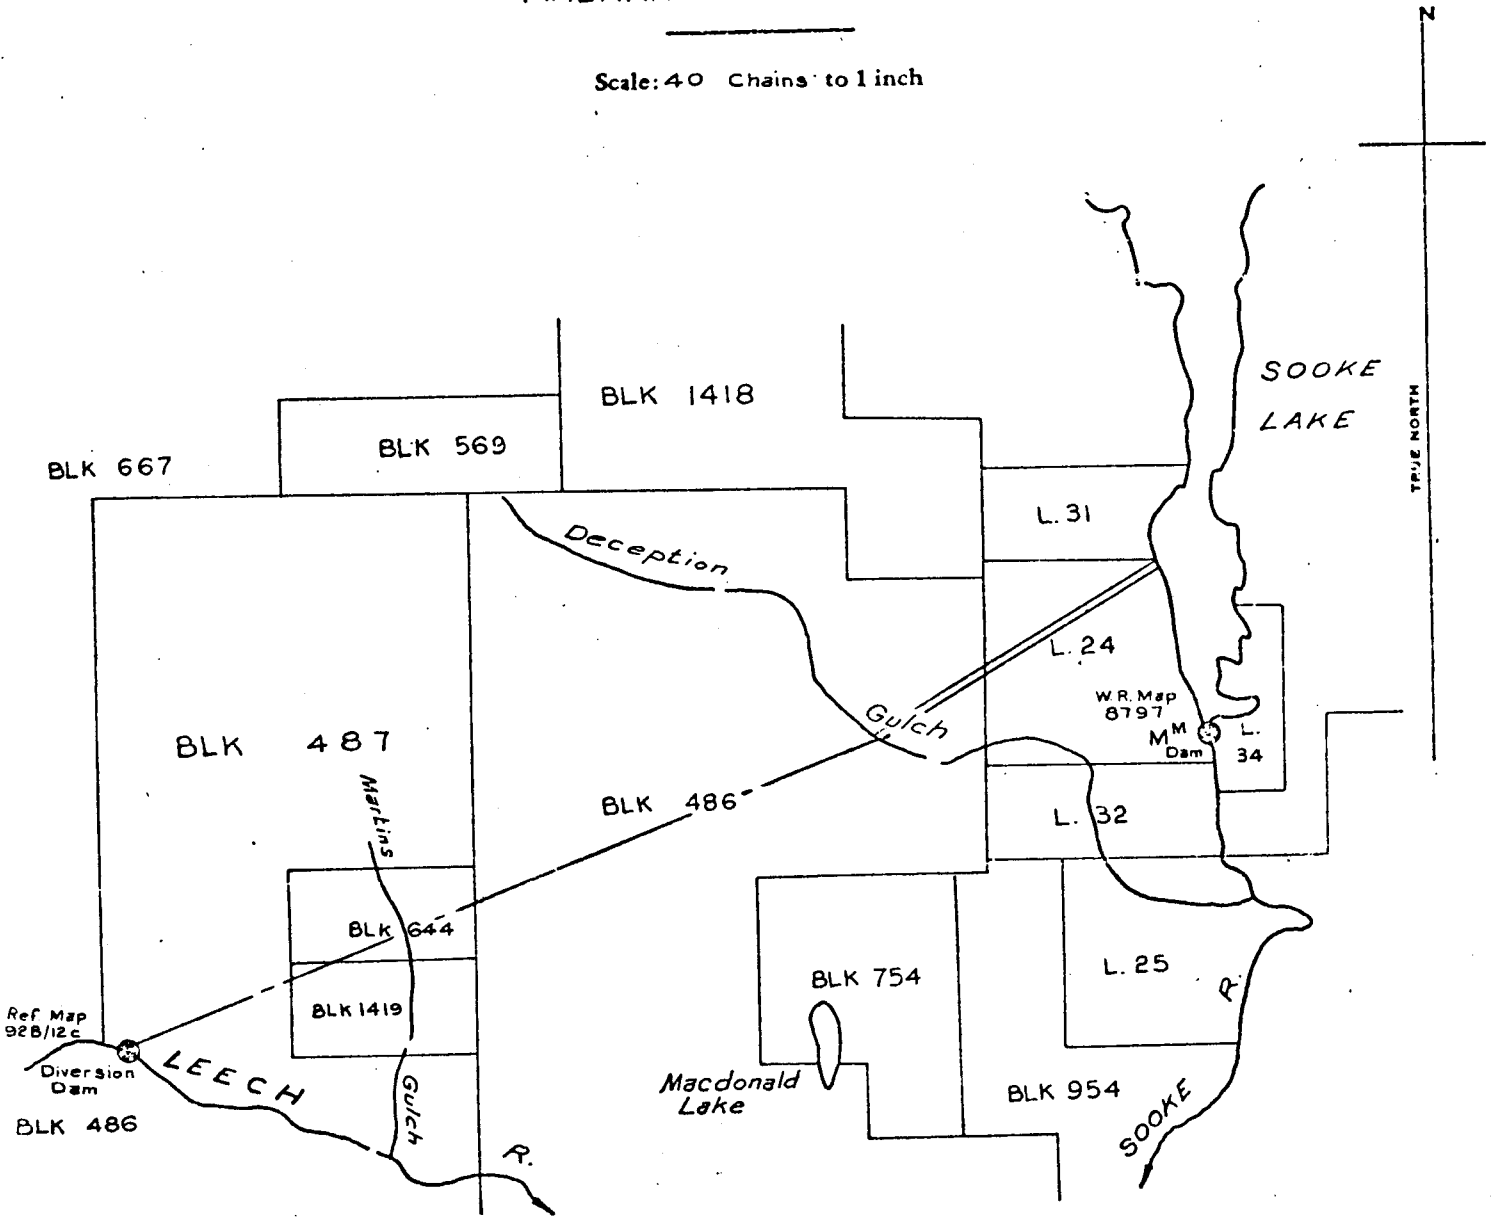 Scale: 40 Chains to 1 inch
N
TRUE NORTH
SOOKE
LAKE
BLK 1418
BLK 569
BLK 667
L. 31
Deception
Gulch
L. 24
W.R. Map
8797
M M
Dam
L.
34
BLK 487
Martins
BLK 486
L. 32
BLK 644
BLK 1419
BLK 754
L. 25
R.
Ref Map
92B/12c
Diversion
Dam
LEECH
BLK 486
Gulch
R.
Macdonald
Lake
BLK 954
SOOKE